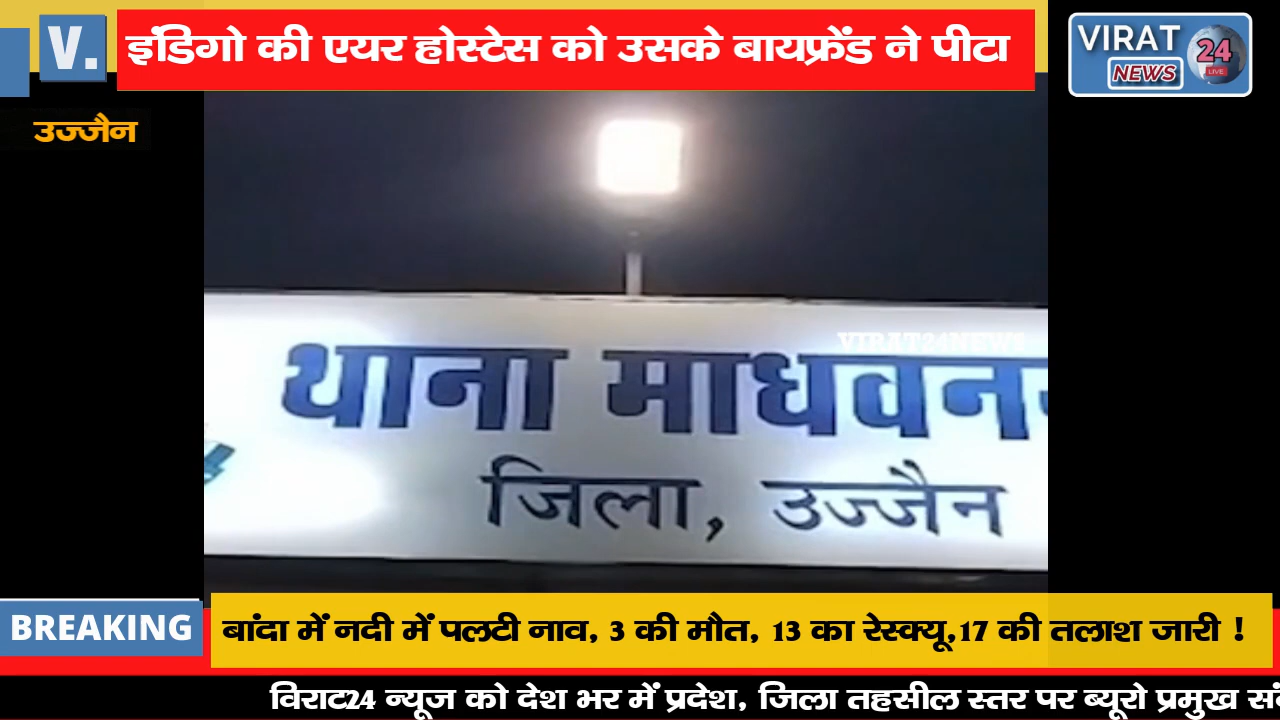 V. इंडिगो की एयर होस्टेस को उसके बायफ्रेंड ने पीटा
VIRAT
24
NEWS
LIVE
उज्जैन
VIRAT24NEWS
थाना माधवन
जिला, उज्जैन
BREAKING
बांदा में नदी में पलटी नाव, 3 की मौत, 13 का रेस्क्यू,17 की तलाश जारी !
विराट24 न्यूज को देश भर में प्रदेश, जिला तहसील स्तर पर ब्यूरो प्रमुख